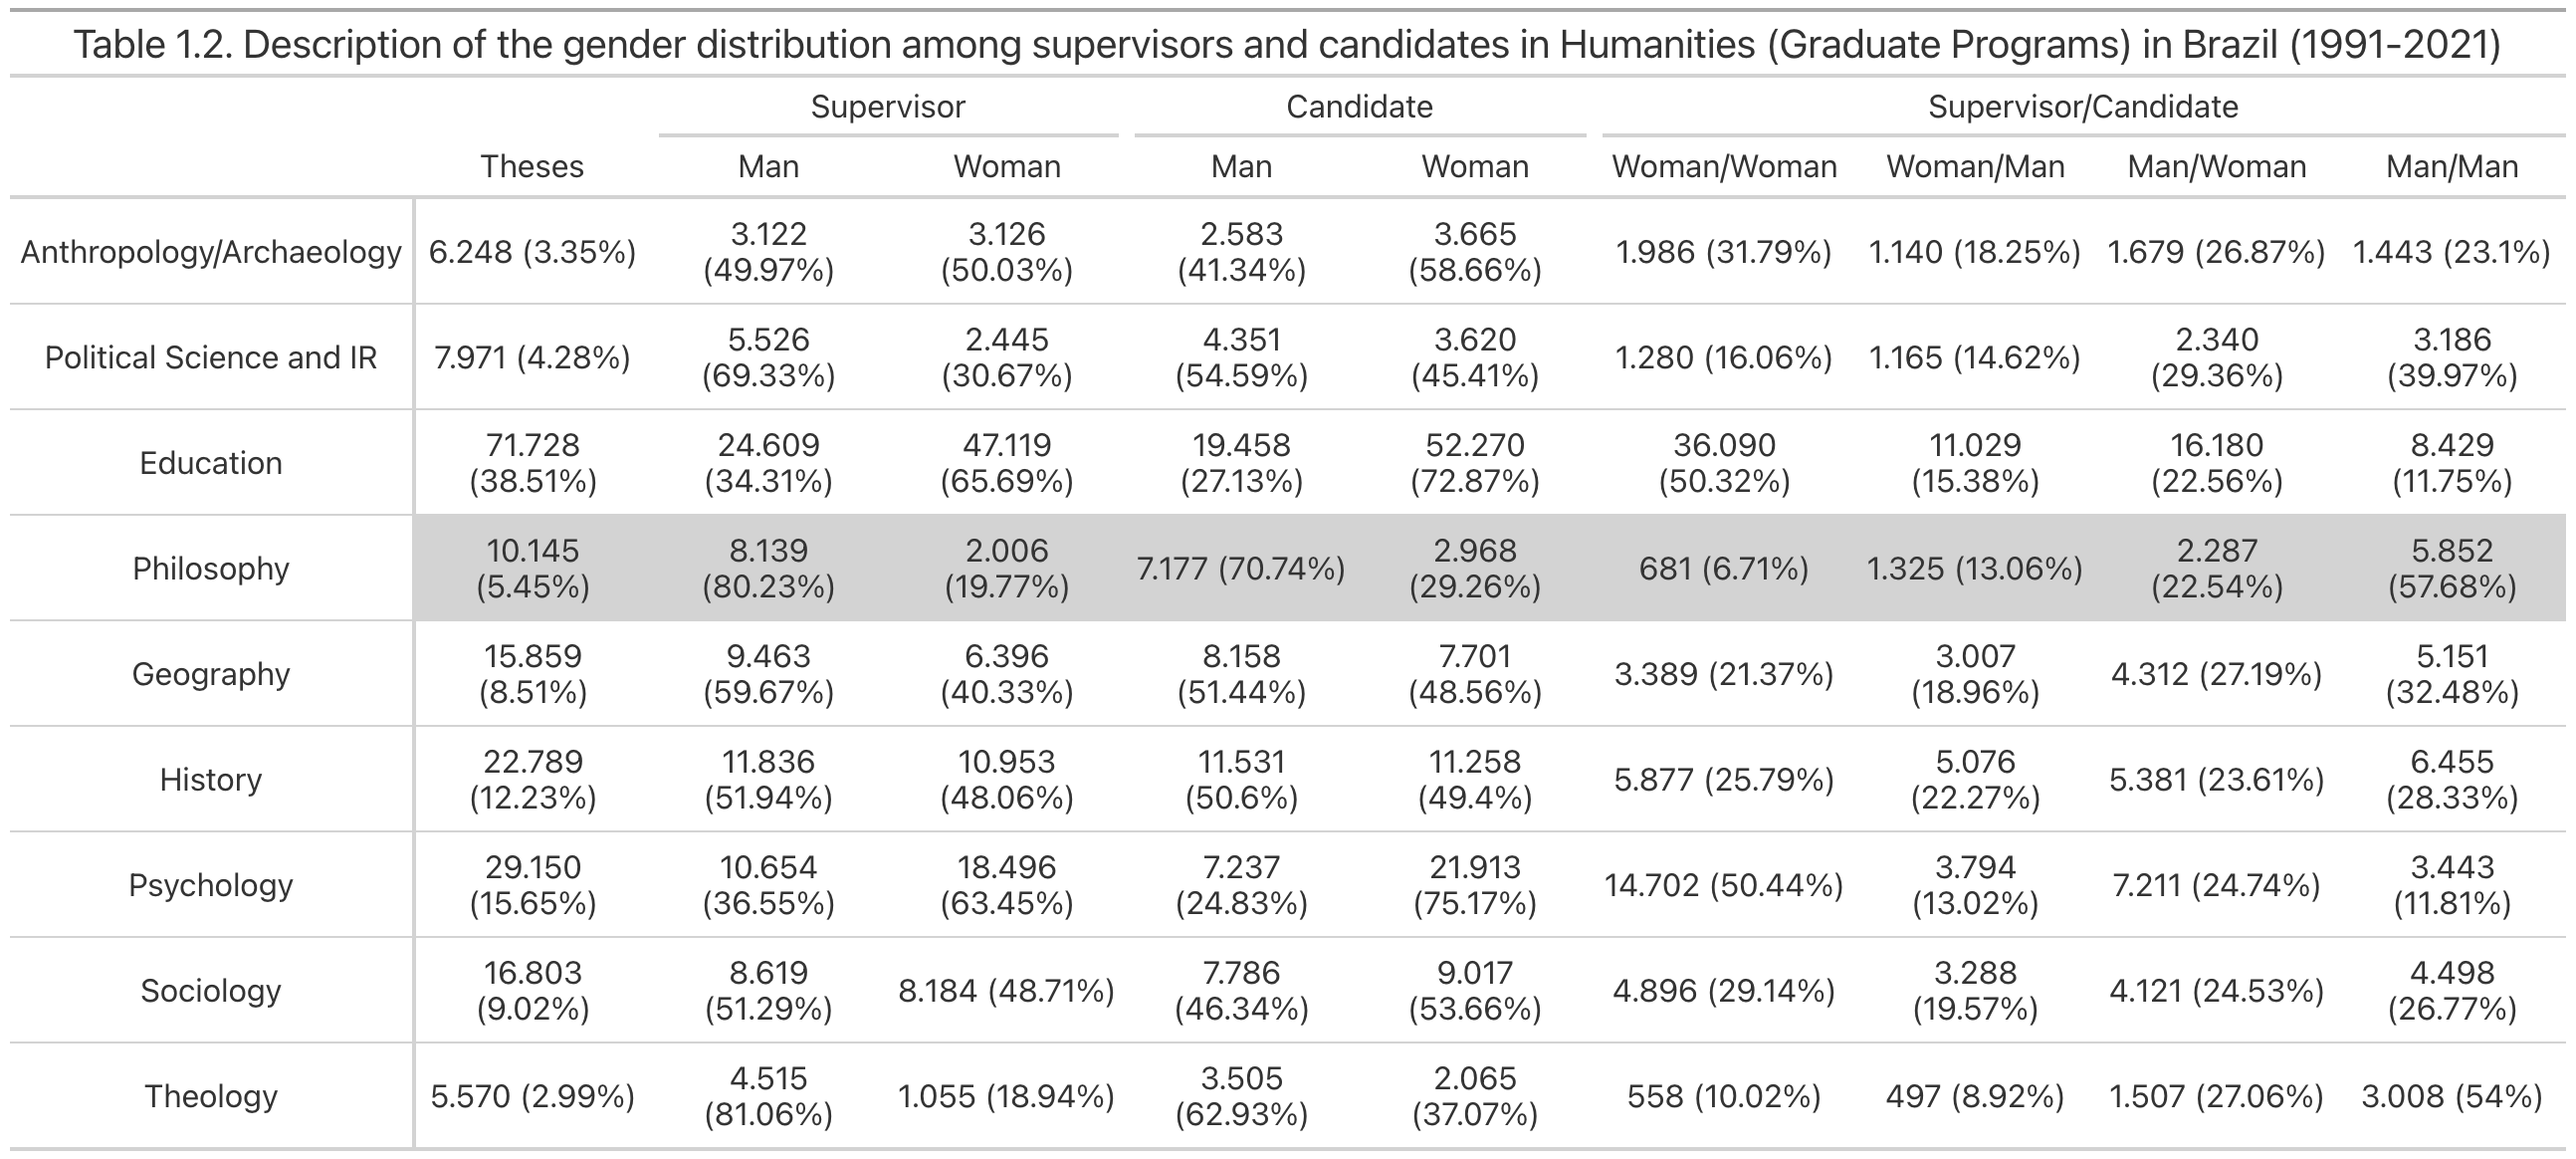 Table 1.2. Description of the gender distribution among supervisors and candidates in Humanities (Graduate Programs) in Brazil (1991-2021)
Supervisor Candidate Supervisor/Candidate
Theses Man Woman Man Woman Woman/Woman Woman/Man Man/Woman Man/Man
Anthropology/Archaeology 6.248 (3.35%) 3.122 (49.97%) 3.126 (50.03%) 2.583 (41.34%) 3.665 (58.66%) 1.986 (31.79%) 1.140 (18.25%) 1.679 (26.87%) 1.443 (23.1%)
Political Science and IR 7.971 (4.28%) 5.526 (69.33%) 2.445 (30.67%) 4.351 (54.59%) 3.620 (45.41%) 1.280 (16.06%) 1.165 (14.62%) 2.340 (29.36%) 3.186 (39.97%)
Education 71.728 (38.51%) 24.609 (34.31%) 47.119 (65.69%) 19.458 (27.13%) 52.270 (72.87%) 36.090 (50.32%) 11.029 (15.38%) 16.180 (22.56%) 8.429 (11.75%)
Philosophy 10.145 (5.45%) 8.139 (80.23%) 2.006 (19.77%) 7.177 (70.74%) 2.968 (29.26%) 681 (6.71%) 1.325 (13.06%) 2.287 (22.54%) 5.852 (57.68%)
Geography 15.859 (8.51%) 9.463 (59.67%) 6.396 (40.33%) 8.158 (51.44%) 7.701 (48.56%) 3.389 (21.37%) 3.007 (18.96%) 4.312 (27.19%) 5.151 (32.48%)
History 22.789 (12.23%) 11.836 (51.94%) 10.953 (48.06%) 11.531 (50.6%) 11.258 (49.4%) 5.877 (25.79%) 5.076 (22.27%) 5.381 (23.61%) 6.455 (28.33%)
Psychology 29.150 (15.65%) 10.654 (36.55%) 18.496 (63.45%) 7.237 (24.83%) 21.913 (75.17%) 14.702 (50.44%) 3.794 (13.02%) 7.211 (24.74%) 3.443 (11.81%)
Sociology 16.803 (9.02%) 8.619 (51.29%) 8.184 (48.71%) 7.786 (46.34%) 9.017 (53.66%) 4.896 (29.14%) 3.288 (19.57%) 4.121 (24.53%) 4.498 (26.77%)
Theology 5.570 (2.99%) 4.515 (81.06%) 1.055 (18.94%) 3.505 (62.93%) 2.065 (37.07%) 558 (10.02%) 497 (8.92%) 1.507 (27.06%) 3.008 (54%)